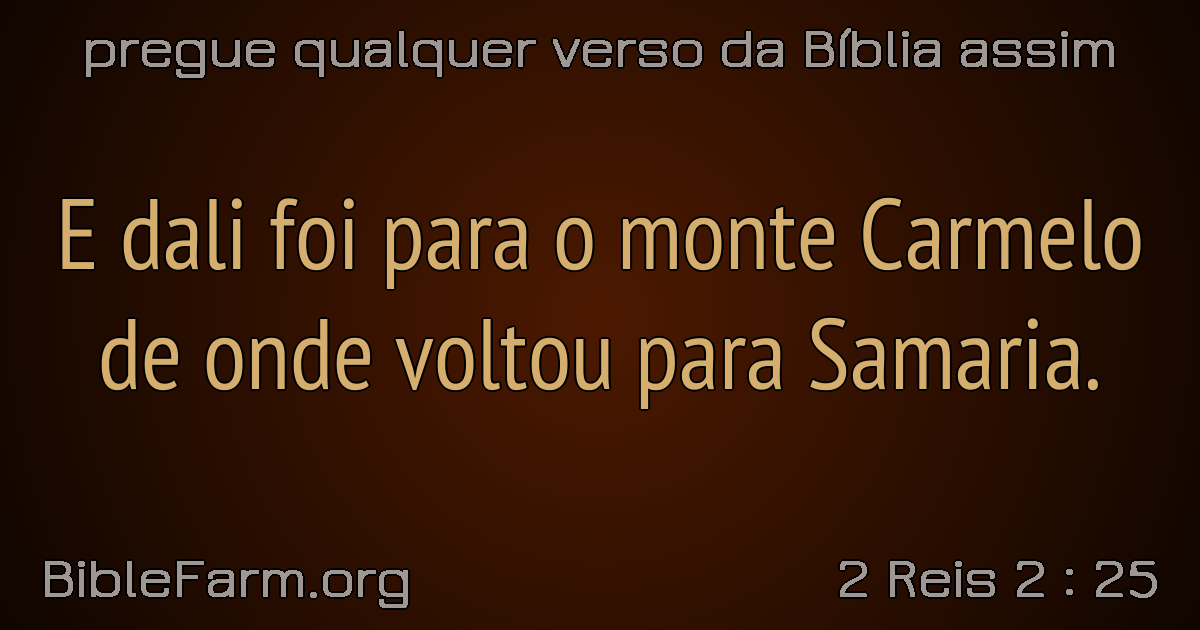 pregue qualquer verso da Bíblia assim
E dali foi para o monte Carmelo
de onde voltou para Samaria.
BibleFarm.org
2 Reis 2 : 25